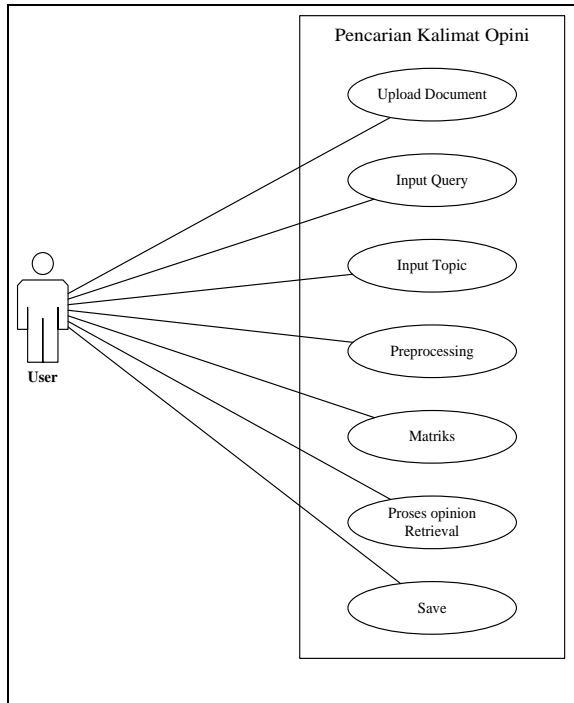 Pencarian Kalimat Opini
Upload Document
Input Query
Input Topic
Preprocessing
User
Matriks
Proses opinion
Retrieval
Save